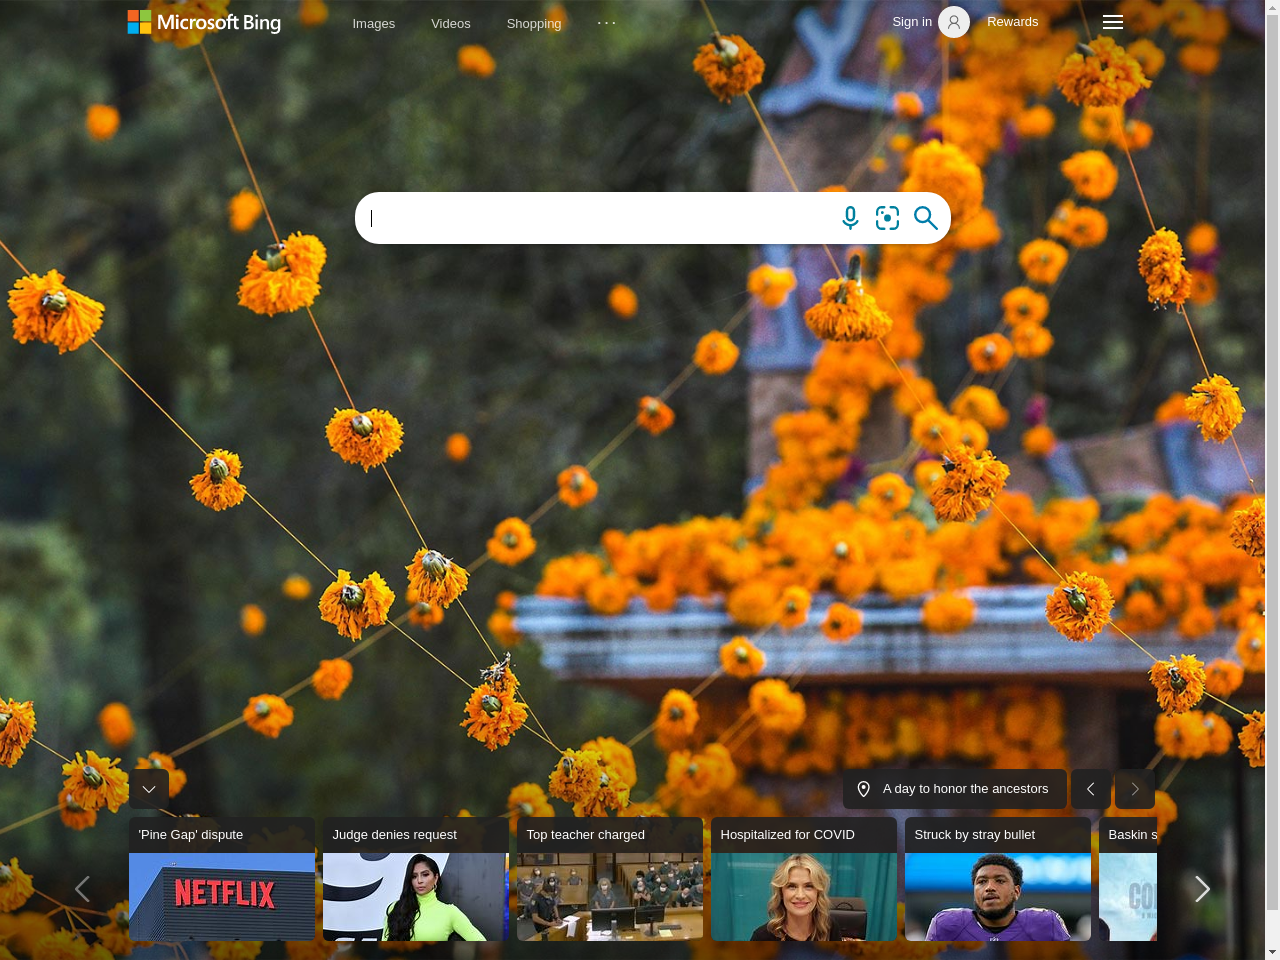 Microsoft Bing
Images Videos Shopping ...
Sign in Rewards
A day to honor the ancestors
'Pine Gap' dispute
Judge denies request
Top teacher charged
Hospitalized for COVID
Struck by stray bullet
Baskin s
NETFLIX